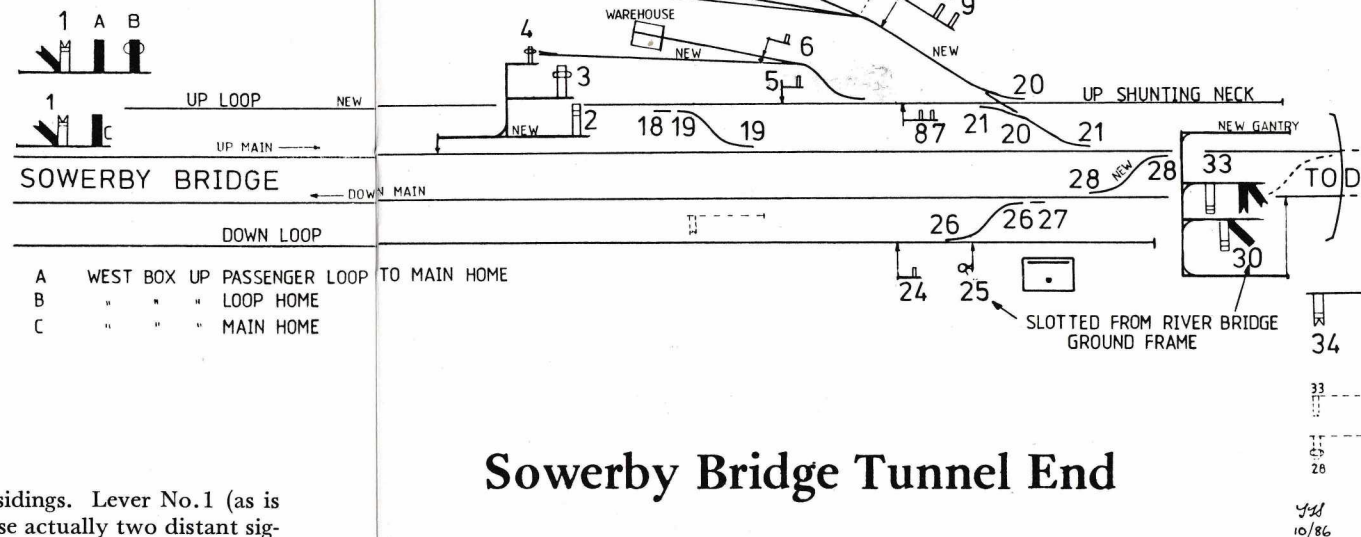 1 A B
WAREHOUSE
9
4
3
NEW
6
NEW
5
20
UP LOOP NEW
UP SHUNTING NECK
1
C
NEW
2
18 19 19
87
21 20 21
NEW GANTRY
UP MAIN
SOWERBY BRIDGE
DOWN MAIN
28 NEW 28
33
TO D
DOWN LOOP
26 26 27
30
A WEST BOX UP PASSENGER LOOP TO MAIN HOME
B " " " LOOP HOME
C " " " MAIN HOME
24 25
SLOTTED FROM RIVER BRIDGE
GROUND FRAME
34
33
28
Sowerby Bridge Tunnel End
sidings. Lever No.1 (as is
se actually two distant sig-
10/86